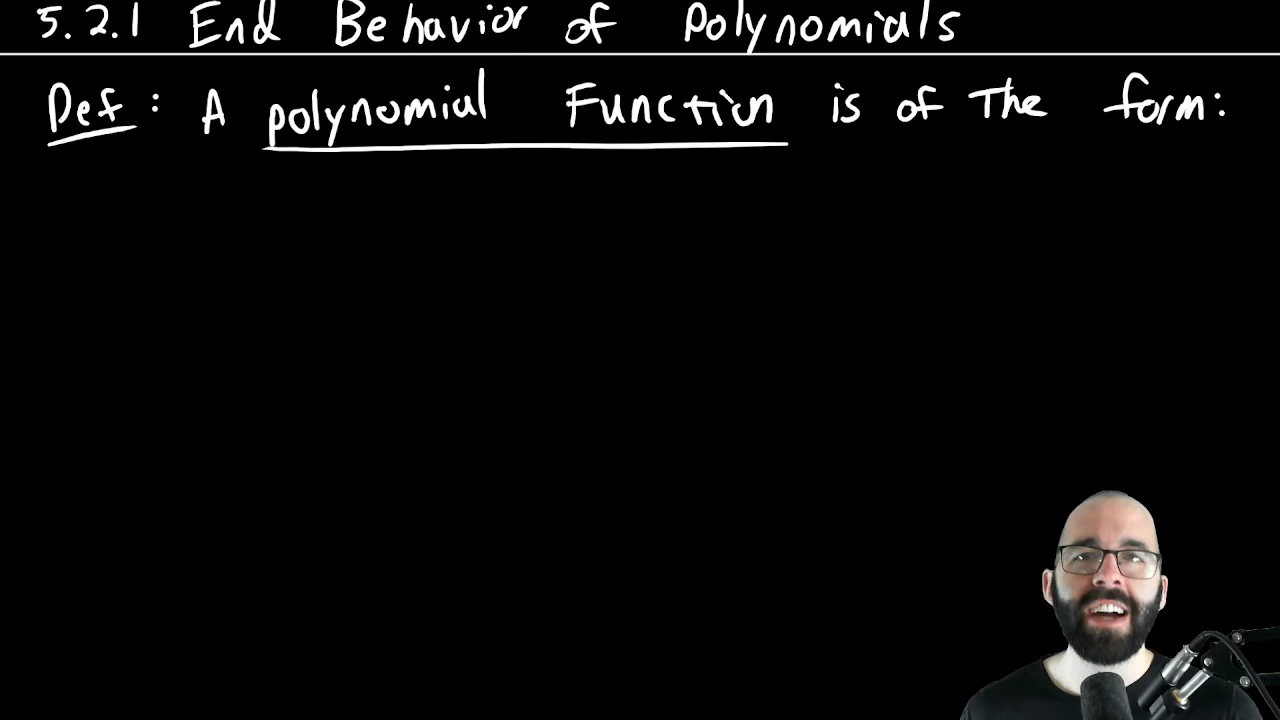 5.2.1 End Behavior of Polynomials
Def: A polynomial Function is of The form: